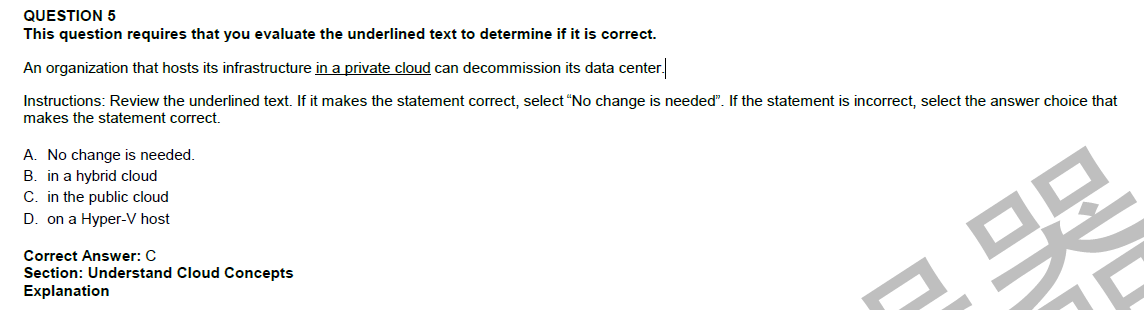 QUESTION 5
This question requires that you evaluate the underlined text to determine if it is correct.
An organization that hosts its infrastructure in a private cloud can decommission its data center.
Instructions: Review the underlined text. If it makes the statement correct, select “No change is needed”. If the statement is incorrect, select the answer choice that
makes the statement correct.
A. No change is needed.
B. in a hybrid cloud
C. in the public cloud
D. on a Hyper-V host
Correct Answer: C
Section: Understand Cloud Concepts
Explanation